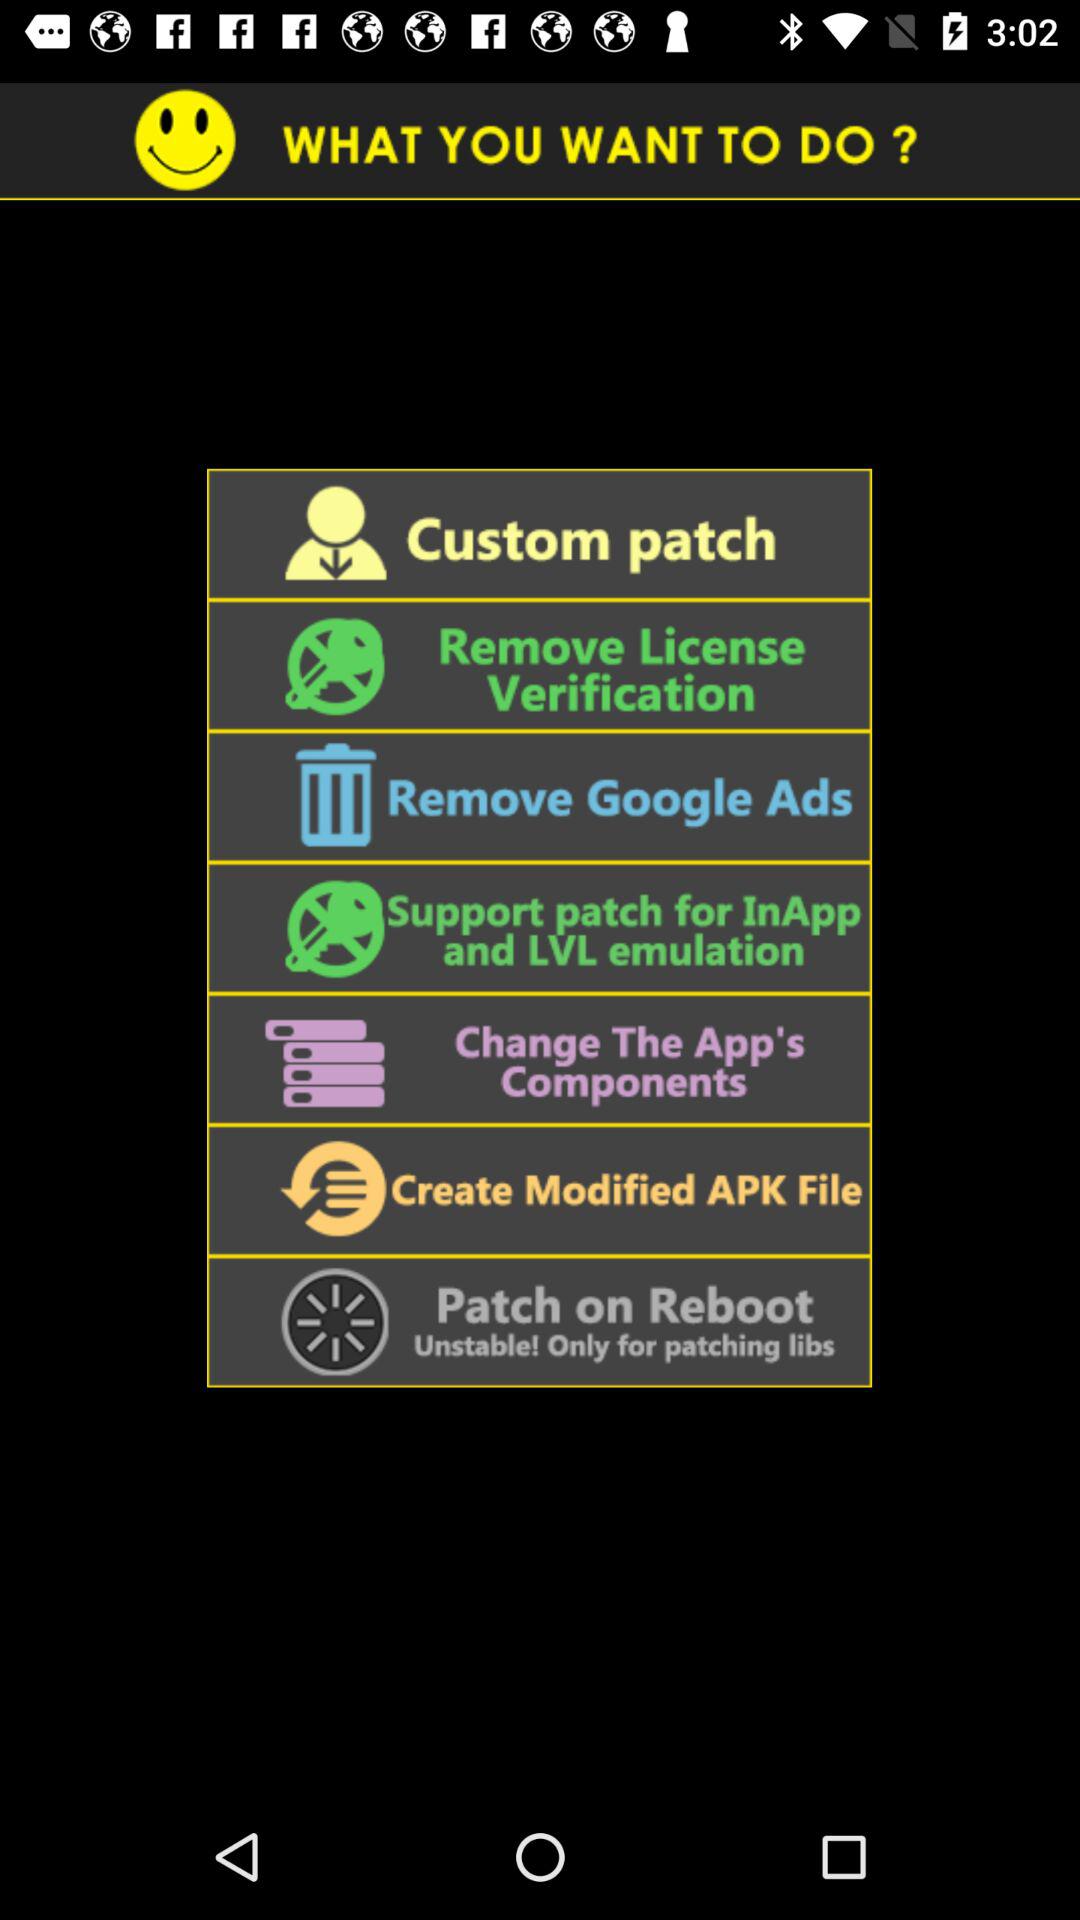 3:02
WHAT YOU WANT TO DO ?
Custom patch
Remove License
Verification
Remove Google Ads
Support patch for InApp
and LVL emulation
Change The App's
Components
Create Modified APK File
Patch on Reboot
Unstable! Only for patching libs